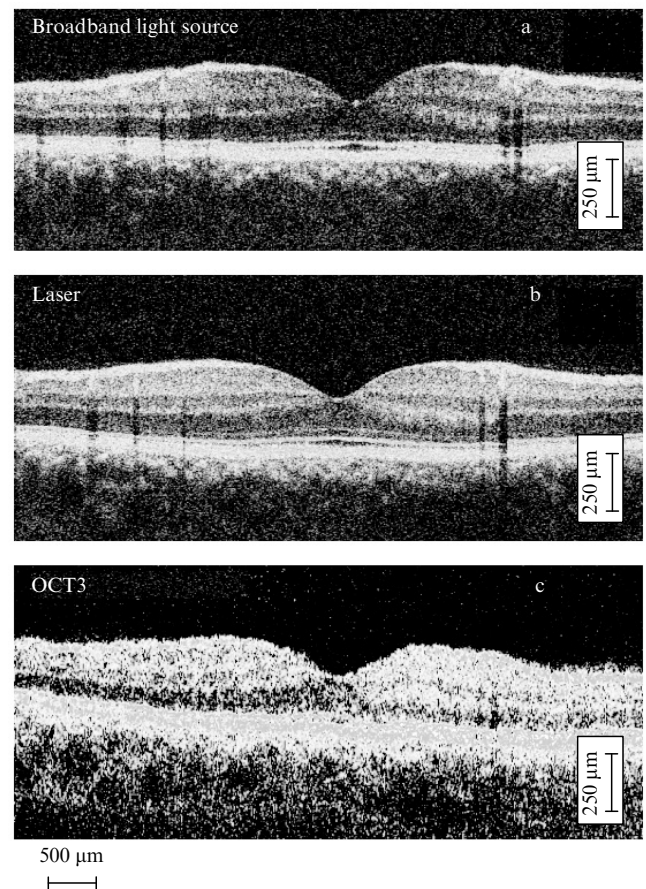 Broadband light source a
250 μm
Laser b
250 μm
OCT3 c
250 μm
500 μm